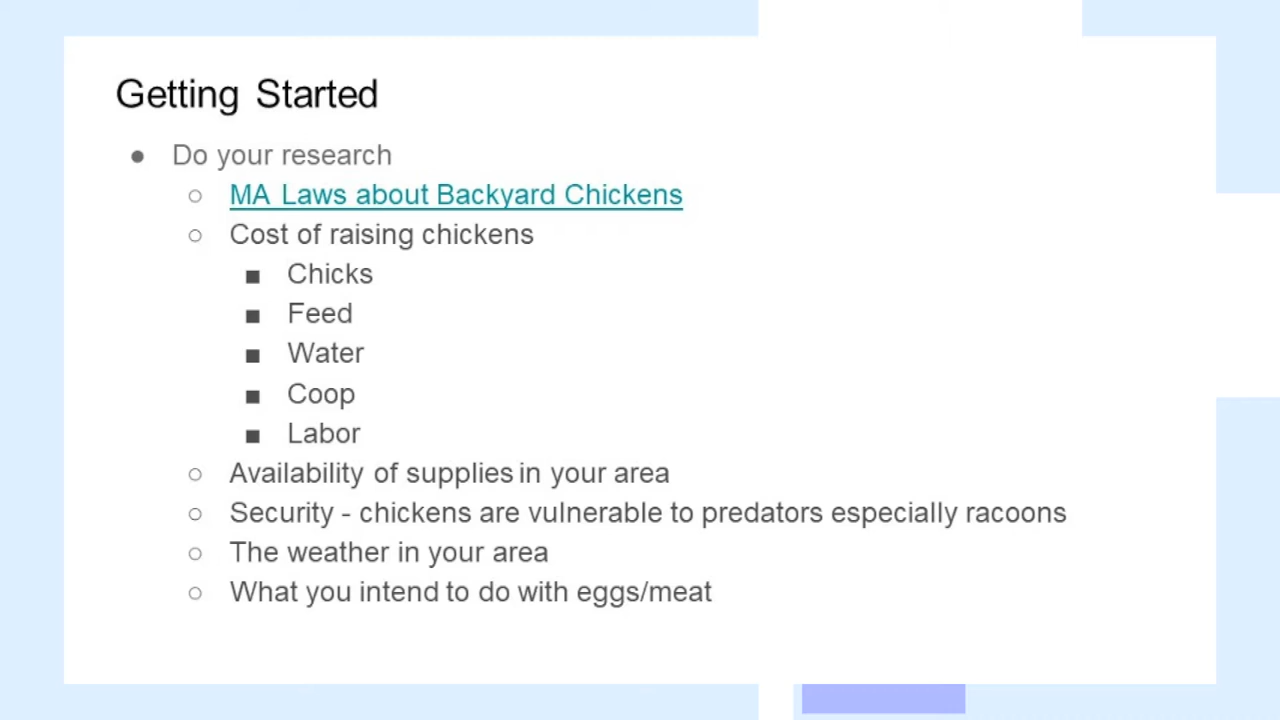 Getting Started
● Do your research
○ MA Laws about Backyard Chickens
○ Cost of raising chickens
■ Chicks
■ Feed
■ Water
■ Coop
■ Labor
○ Availability of supplies in your area
○ Security - chickens are vulnerable to predators especially racoons
○ The weather in your area
○ What you intend to do with eggs/meat